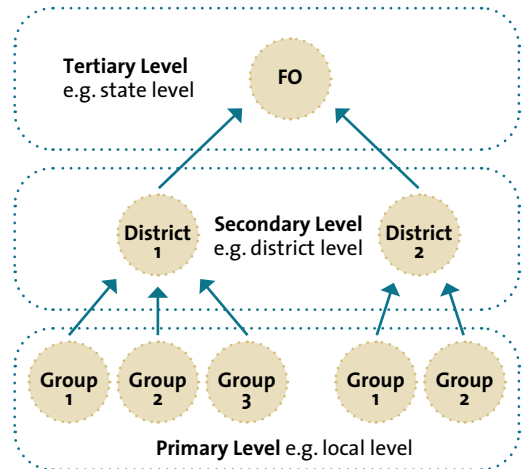 Tertiary Level
e.g. state level
FO
District
1
Secondary Level
e.g. district level
District
2
Group
1
Group
2
Group
3
Group
1
Group
2
Primary Level e.g. local level